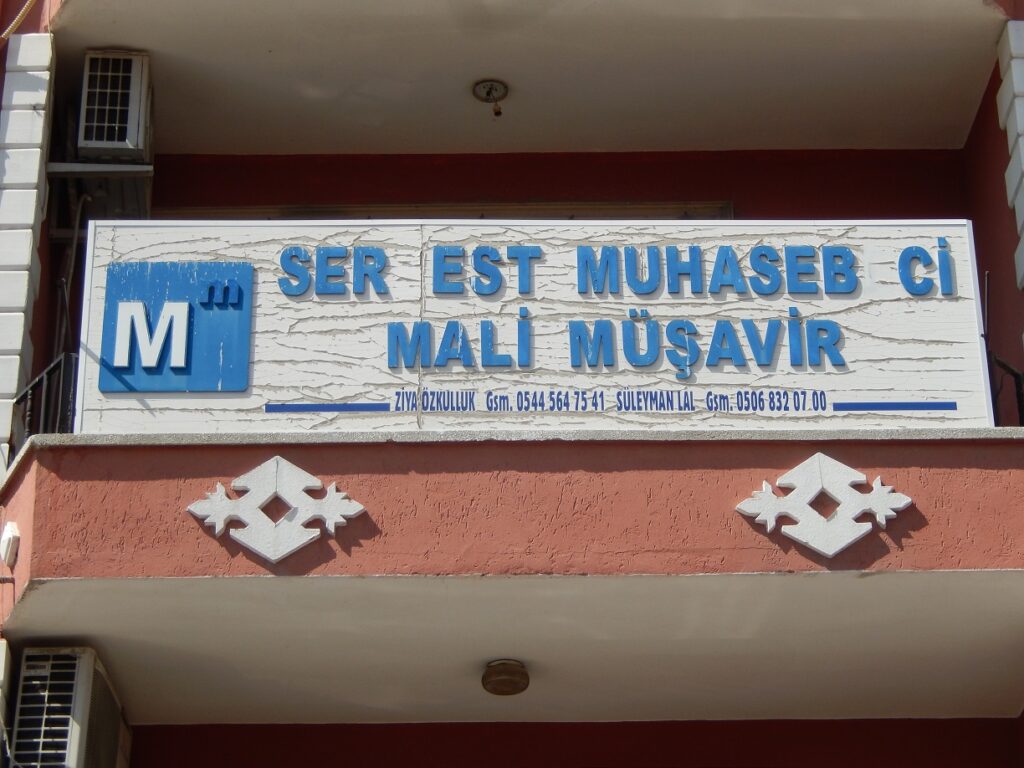 Mm
SER EST MUHASEB Cİ
MALİ MÜŞAVİR
ZİYA ÖZKULLUK Gsm. 0544 564 75 41 SÜLEYMAN LAL Gsm. 0506 832 07 00